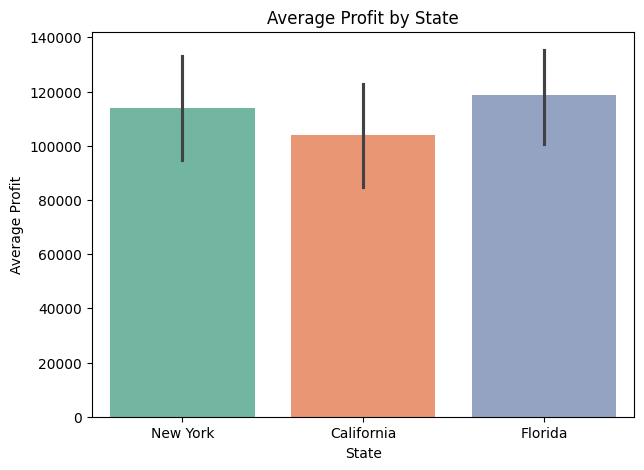 Average Profit by State
140000
120000
100000
80000
60000
40000
20000
0
Average Profit
New York California Florida
State